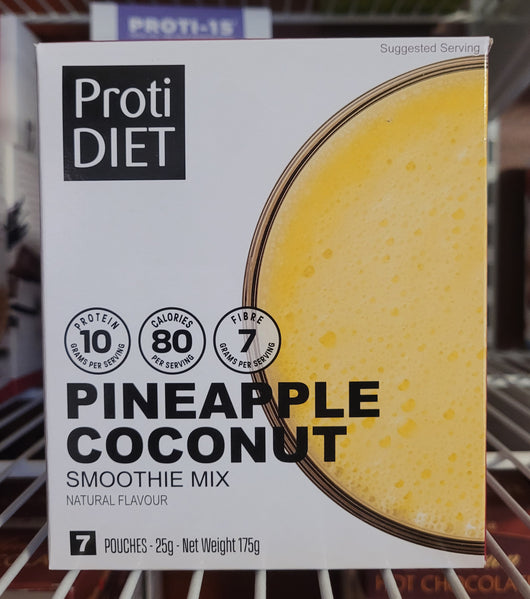 PROTI-15®
Suggested Serving
Proti
DIET
PROTEIN
10
GRAMS PER SERVING
CALORIES
80
PER SERVING
FIBRE
7
GRAMS PER SERVING
PINEAPPLE
COCONUT
SMOOTHIE MIX
NATURAL FLAVOUR
7 POUCHES - 25g - Net Weight 175g
HOT CHOCOLA